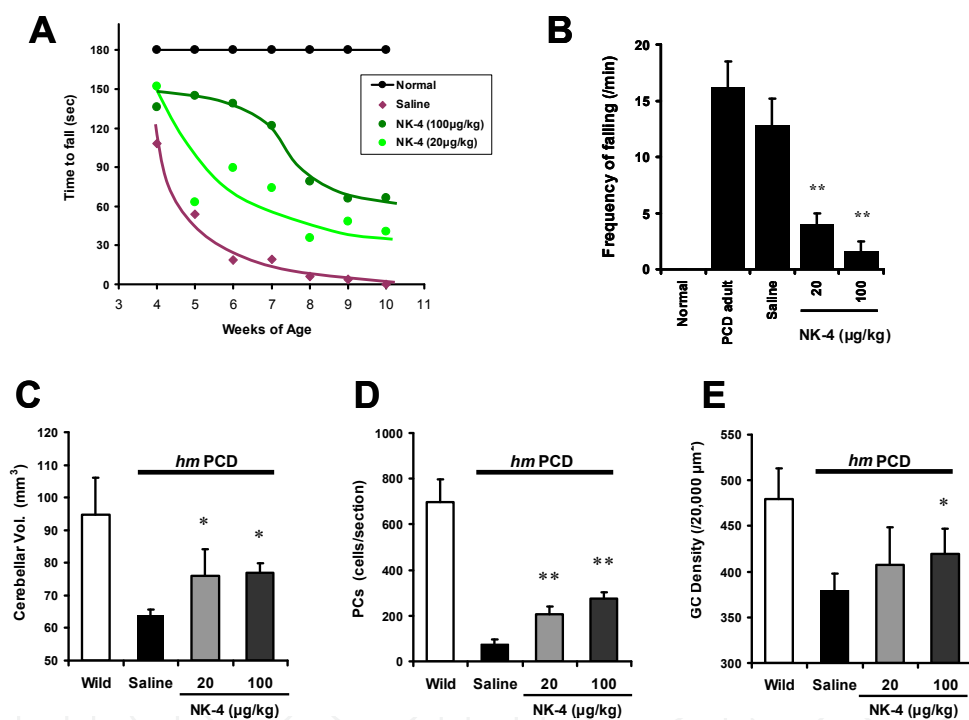 A
Time to fall (sec)
180
150
120
90
60
30
0
3 4 5 6 7 8 9 10 11
Weeks of Age
Normal
Saline
NK-4 (100µg/kg)
NK-4 (20µg/kg)
B
Frequency of falling (/min)
20
15
10
5
0
** **
Normal
PCD adult
Saline
20
100
NK-4 (µg/kg)
C
Cerebellar Vol. (mm³)
120
110
100
90
80
70
60
50
hm PCD
* *
Wild Saline 20 100
NK-4 (µg/kg)
D
PCs (cells/section)
1000
800
600
400
200
0
hm PCD
** **
Wild Saline 20 100
NK-4 (µg/kg)
E
GC Density (/20,000 µm
500
450
400
350
300
hm PCD
*
Wild Saline 20 100
NK-4 (µg/kg)